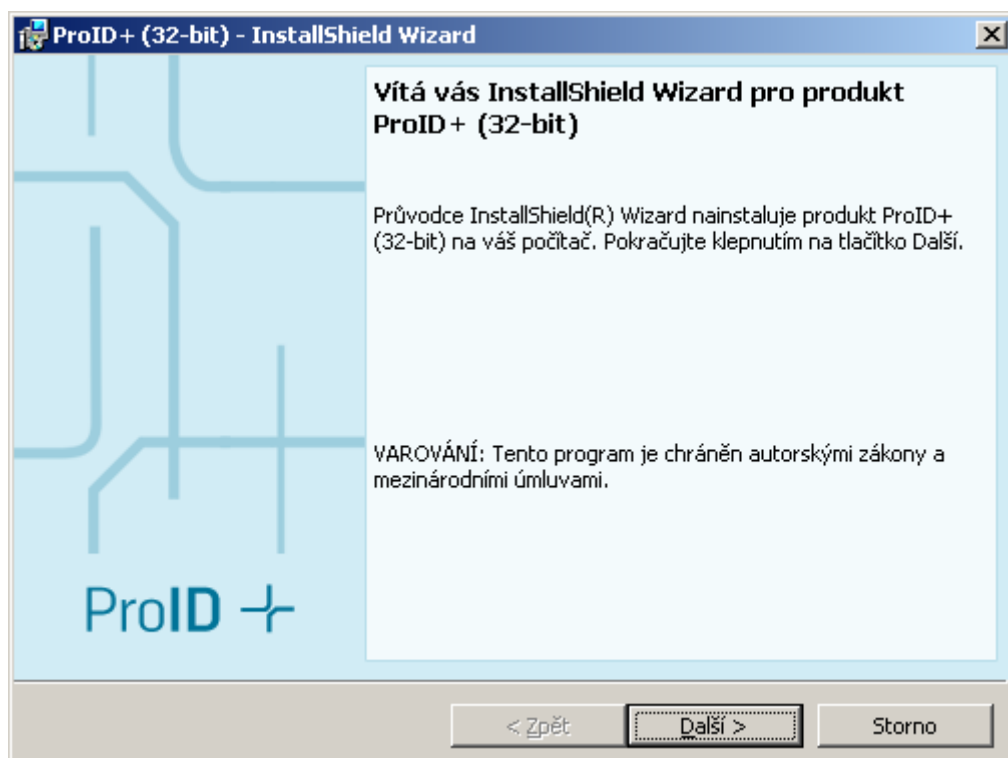 ProID+ (32-bit) - InstallShield Wizard
Vítá vás InstallShield Wizard pro produkt
ProID+ (32-bit)
Průvodce InstallShield(R) Wizard nainstaluje produkt ProID+
(32-bit) na váš počítač. Pokračujte klepnutím na tlačítko Další.
VAROVÁNÍ: Tento program je chráněn autorskými zákony a
mezinárodními úmluvami.
ProID +
< Zpět
Další >
Storno